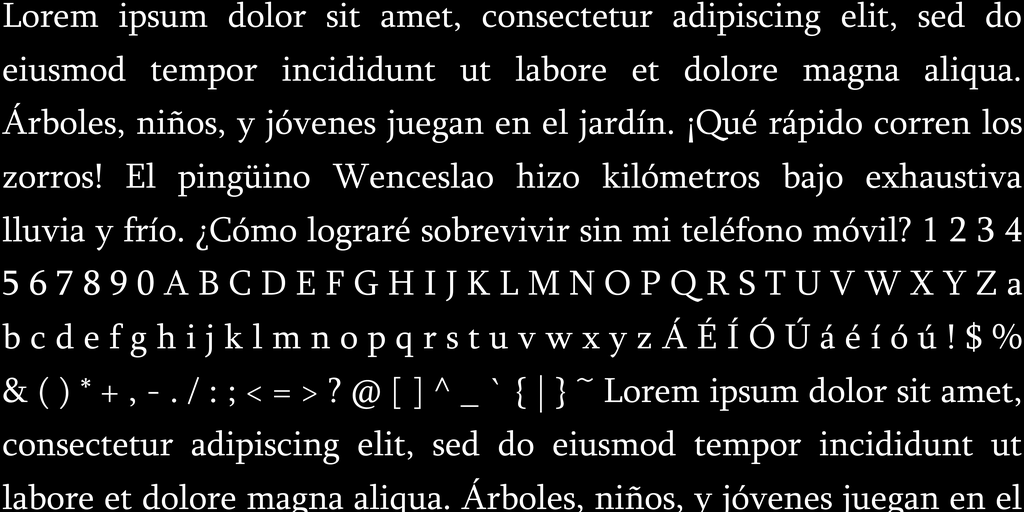 Lorem ipsum dolor sit amet, consectetur adipiscing elit, sed do
eiusmod tempor incididunt ut labore et dolore magna aliqua.
Árboles, niños, y jóvenes juegan en el jardín. ¡Qué rápido corren los
zorros! El pingüino Wenceslao hizo kilómetros bajo exhaustiva
lluvia y frío. ¿Cómo lograré sobrevivir sin mi teléfono móvil? 1 2 3 4
5 6 7 8 9 0 A B C D E F G H I J K L M N O P Q R S T U V W X Y Z a
b c d e f g h i j k l m n o p q r s t u v w x y z Á É Í Ó Ú á é í ó ú ! $ %
& ( ) * + , - . / : ; < = > ? @ [ ] ^ _ ` { | } ~ Lorem ipsum dolor sit amet,
consectetur adipiscing elit, sed do eiusmod tempor incididunt ut
labore et dolore magna aliqua. Árboles, niños, y jóvenes juegan en el